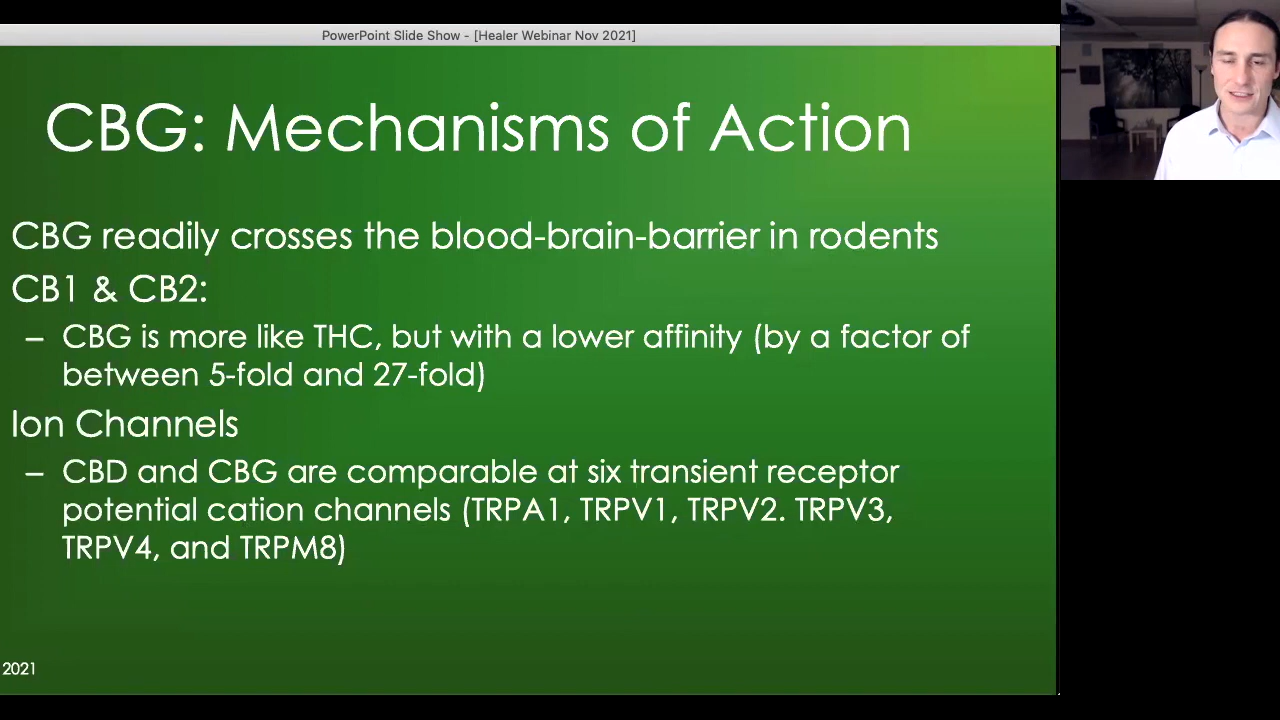 PowerPoint Slide Show - [Healer Webinar Nov 2021]
CBG: Mechanisms of Action
CBG readily crosses the blood-brain-barrier in rodents
CB1 & CB2:
– CBG is more like THC, but with a lower affinity (by a factor of
between 5-fold and 27-fold)
Ion Channels
– CBD and CBG are comparable at six transient receptor
potential cation channels (TRPA1, TRPV1, TRPV2. TRPV3,
TRPV4, and TRPM8)
2021